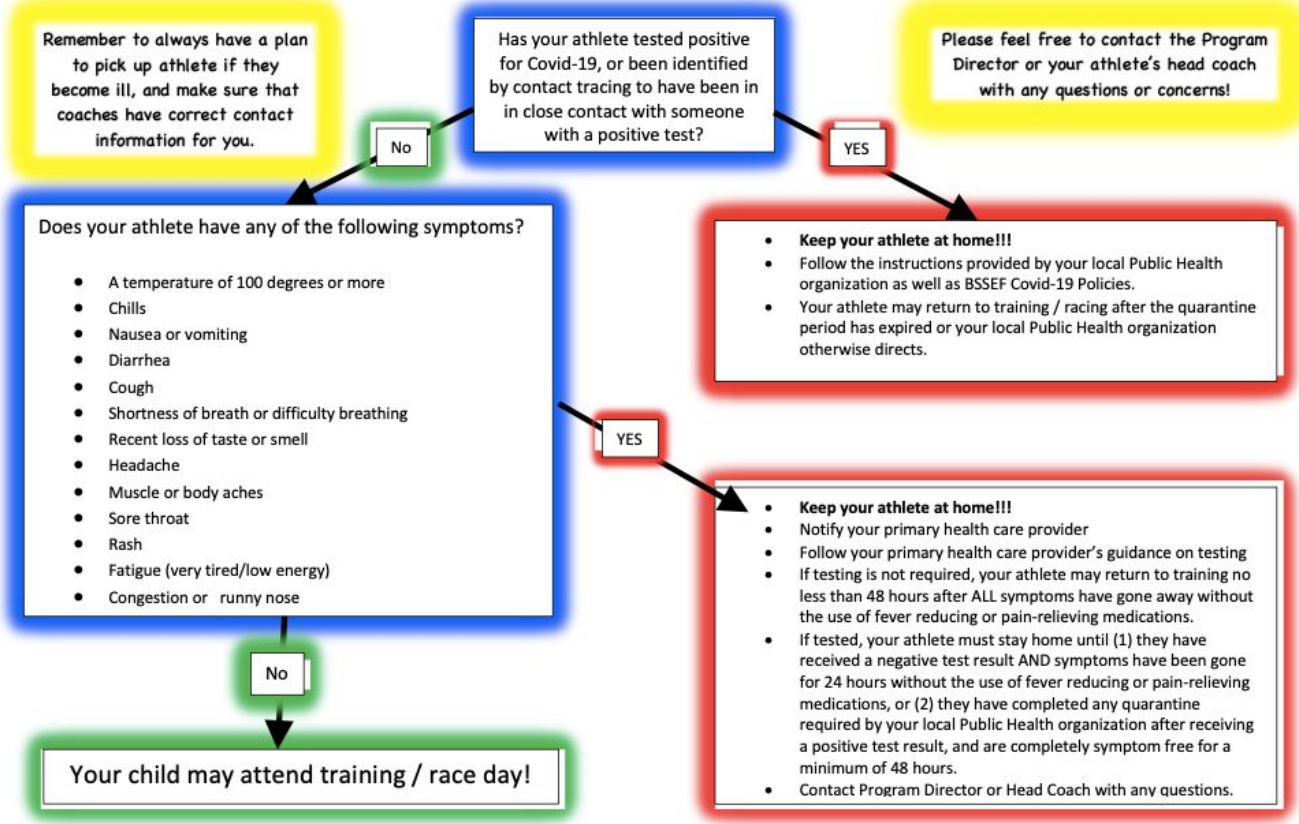 Remember to always have a plan
to pick up athlete if they
become ill, and make sure that
coaches have correct contact
information for you.
Has your athlete tested positive
for Covid-19, or been identified
by contact tracing to have been in
in close contact with someone
with a positive test?
Please feel free to contact the Program
Director or your athlete's head coach
with any questions or concerns!
No
YES
Does your athlete have any of the following symptoms?
• A temperature of 100 degrees or more
• Chills
• Nausea or vomiting
• Diarrhea
• Cough
• Shortness of breath or difficulty breathing
• Recent loss of taste or smell
• Headache
• Muscle or body aches
• Sore throat
• Rash
• Fatigue (very tired/low energy)
• Congestion or runny nose
• Keep your athlete at home!!!
• Follow the instructions provided by your local Public Health
organization as well as BSSEF Covid-19 Policies.
• Your athlete may return to training / racing after the quarantine
period has expired or your local Public Health organization
otherwise directs.
YES
• Keep your athlete at home!!!
• Notify your primary health care provider
• Follow your primary health care provider's guidance on testing
• If testing is not required, your athlete may return to training no
less than 48 hours after ALL symptoms have gone away without
the use of fever reducing or pain-relieving medications.
• If tested, your athlete must stay home until (1) they have
received a negative test result AND symptoms have been gone
for 24 hours without the use of fever reducing or pain-relieving
medications, or (2) they have completed any quarantine
required by your local Public Health organization after receiving
a positive test result, and are completely symptom free for a
minimum of 48 hours.
• Contact Program Director or Head Coach with any questions.
No
Your child may attend training / race day!